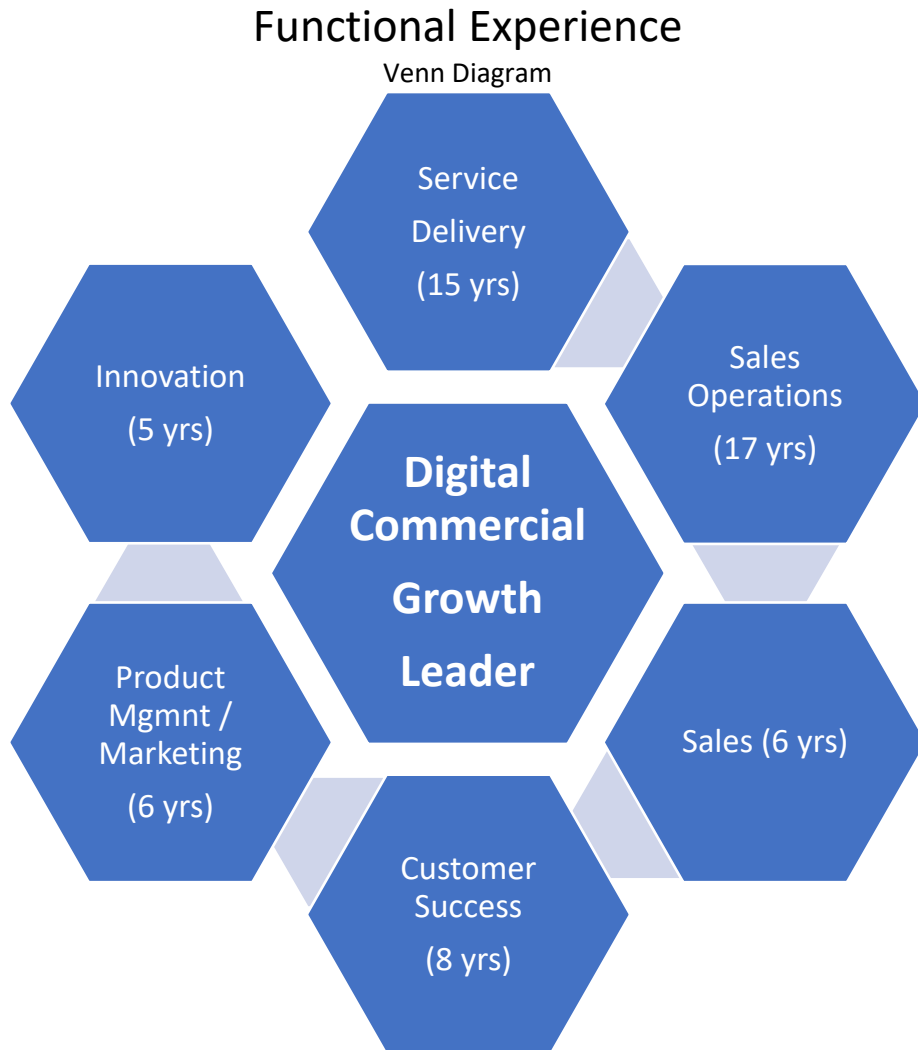 Functional Experience
Venn Diagram
Service
Delivery
(15 yrs)
Sales
Operations
(17 yrs)
Sales (6 yrs)
Customer
Success
(8 yrs)
Product
Mgmnt /
Marketing
(6 yrs)
Innovation
(5 yrs)
Digital
Commercial
Growth
Leader